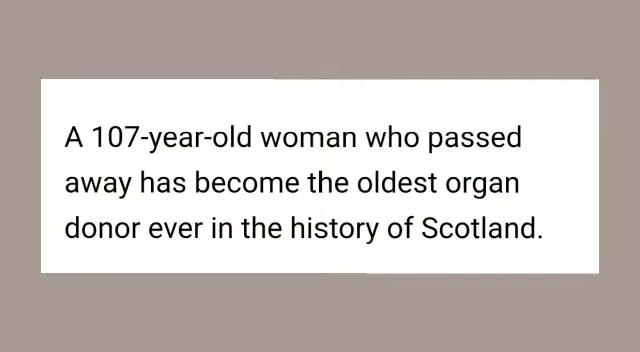 A 107-year-old woman who passed
away has become the oldest organ
donor ever in the history of Scotland.